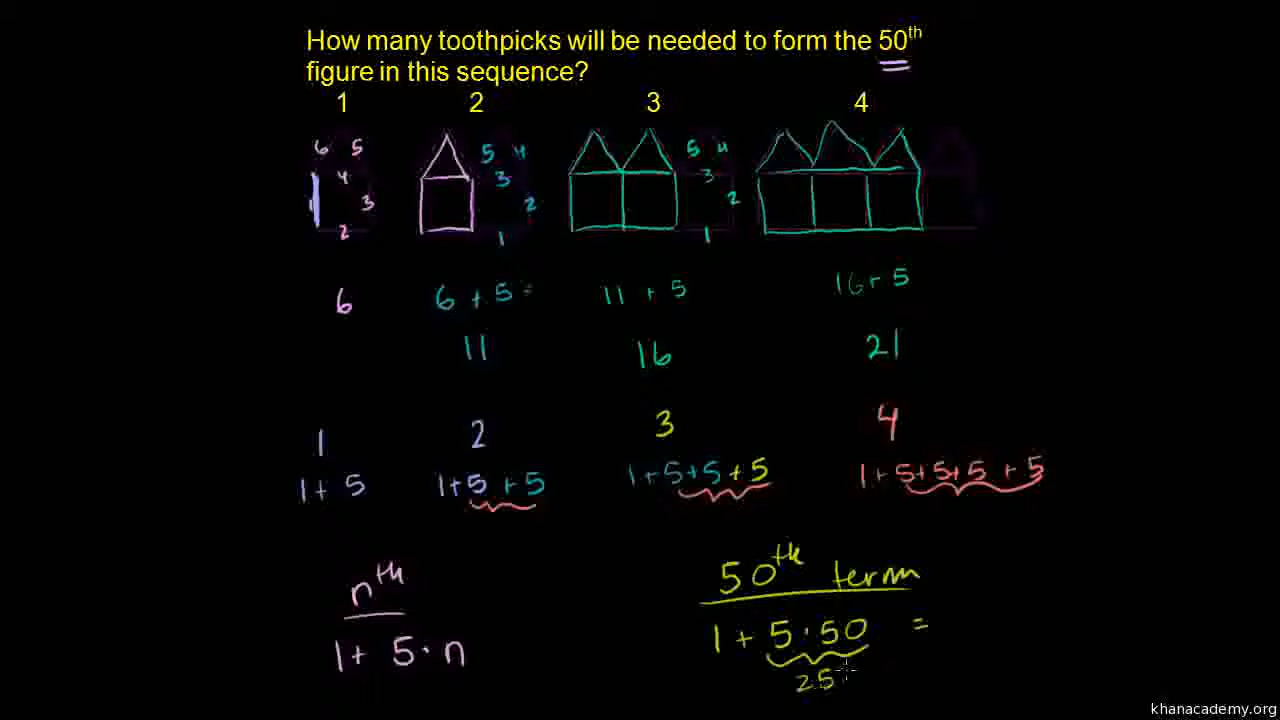 How many toothpicks will be needed to form the 50th
figure in this sequence?
1 2 3 4
6 5 5 4 5 4
4 3 3
1 3 2 2
2 1 1
6 6 + 5 = 11 + 5 16 + 5
11 16 21
1 2 3 4
1 + 5 1 + 5 + 5 1 + 5 + 5 + 5 1 + 5 + 5 + 5 + 5
nth 50th term
1 + 5 · n 1 + 5 · 50 =
25
khanacademy.org